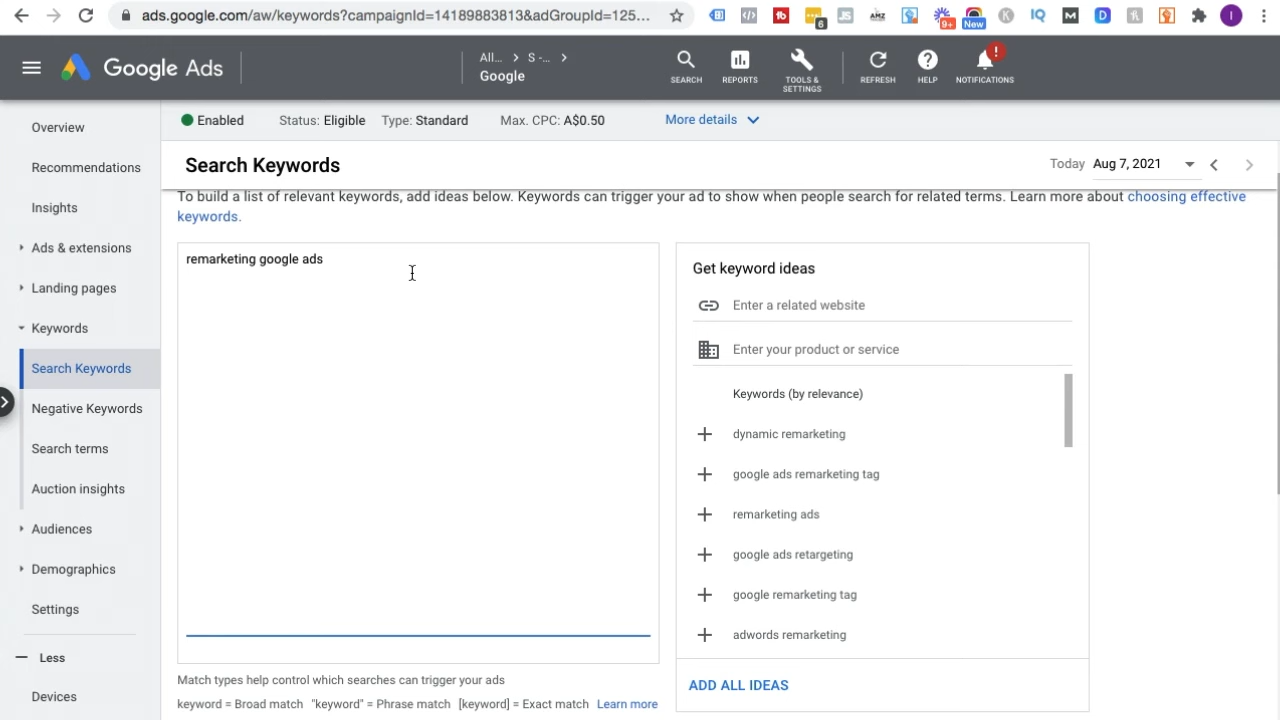 ads.google.com/aw/keywords?campaignId=14189883813&adGroupId=125...
6
JS
AMZ
9+
New
K
IQ
M
D
I
Google Ads
All... > S -... >
Google
SEARCH
REPORTS
TOOLS &
SETTINGS
REFRESH
HELP
!
NOTIFICATIONS
Overview
Recommendations
Insights
Ads & extensions
Landing pages
Keywords
Search Keywords
Negative Keywords
Search terms
Auction insights
Audiences
Demographics
Settings
Less
Devices
Enabled Status: Eligible Type: Standard Max. CPC: A$0.50 More details
Search Keywords
Today Aug 7, 2021
To build a list of relevant keywords, add ideas below. Keywords can trigger your ad to show when people search for related terms. Learn more about choosing effective
keywords.
remarketing google ads
Match types help control which searches can trigger your ads
keyword = Broad match "keyword" = Phrase match [keyword] = Exact match Learn more
Get keyword ideas
Enter a related website
Enter your product or service
Keywords (by relevance)
dynamic remarketing
google ads remarketing tag
remarketing ads
google ads retargeting
google remarketing tag
adwords remarketing
ADD ALL IDEAS